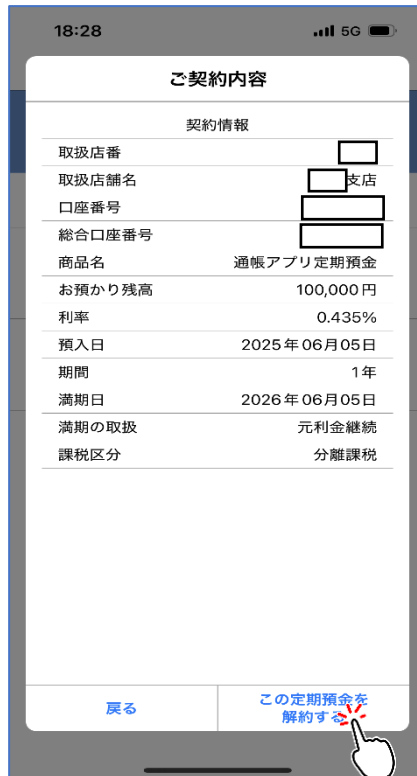 18:28 5G
ご契約内容
契約情報
取扱店番
取扱店舗名 支店
口座番号
総合口座番号
商品名 通帳アプリ定期預金
お預かり残高 100,000円
利率 0.435%
預入日 2025年06月05日
期間 1年
満期日 2026年06月05日
満期の取扱 元利金継続
課税区分 分離課税
戻る
この定期預金を
解約する